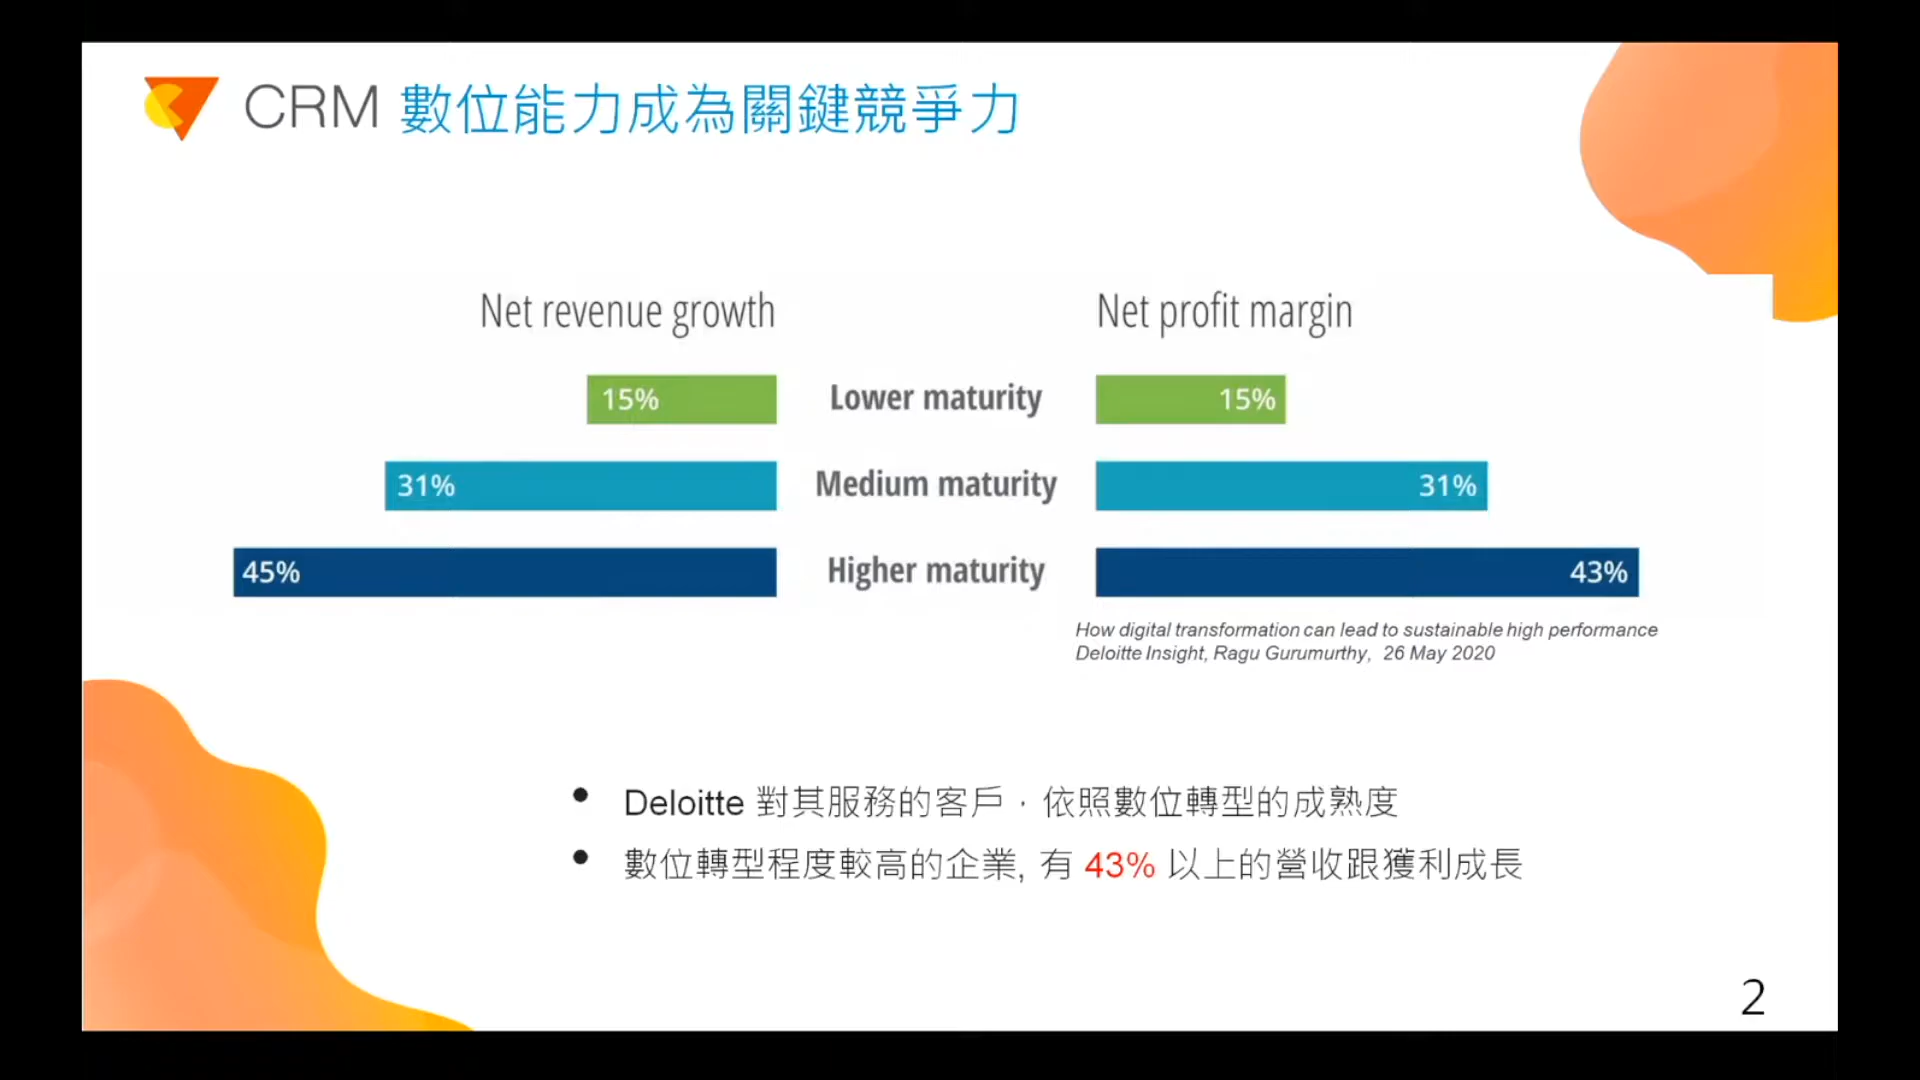 CRM 數位能力成為關鍵競爭力
Net revenue growth
Net profit margin
15% Lower maturity 15%
31% Medium maturity 31%
45% Higher maturity 43%
How digital transformation can lead to sustainable high performance
Deloitte Insight, Ragu Gurumurthy, 26 May 2020
• Deloitte 對其服務的客戶，依照數位轉型的成熟度
• 數位轉型程度較高的企業, 有 43% 以上的營收跟獲利成長
2